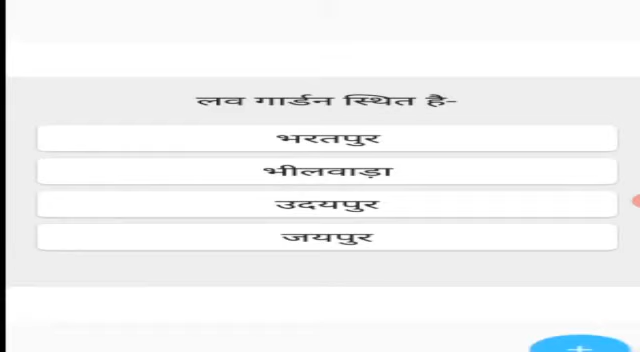 लव गार्डन स्थित है-
भरतपुर
भीलवाड़ा
उदयपुर
जयपुर